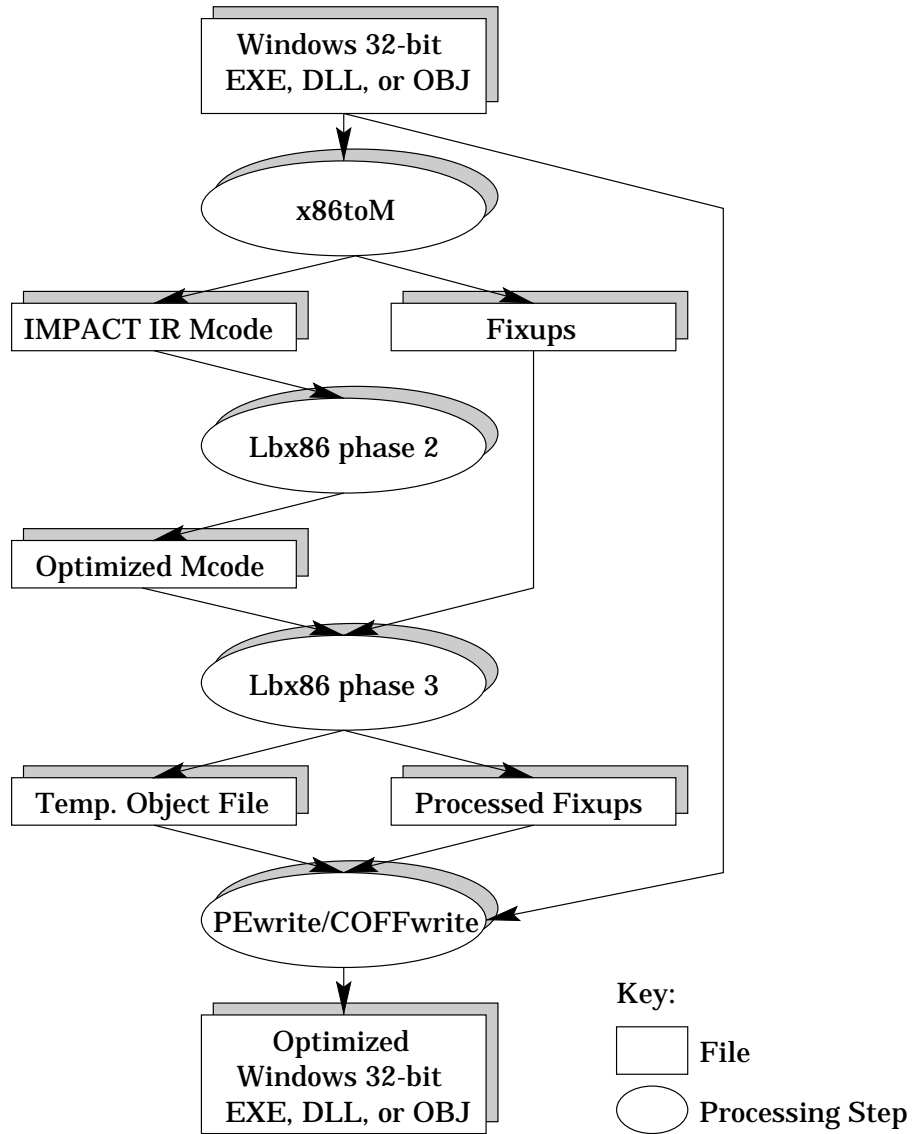 Windows 32-bit
EXE, DLL, or OBJ
x86toM
IMPACT IR Mcode
Fixups
Lbx86 phase 2
Optimized Mcode
Lbx86 phase 3
Temp. Object File
Processed Fixups
PEwrite/COFFwrite
Optimized
Windows 32-bit
EXE, DLL, or OBJ
Key:
File
Processing Step